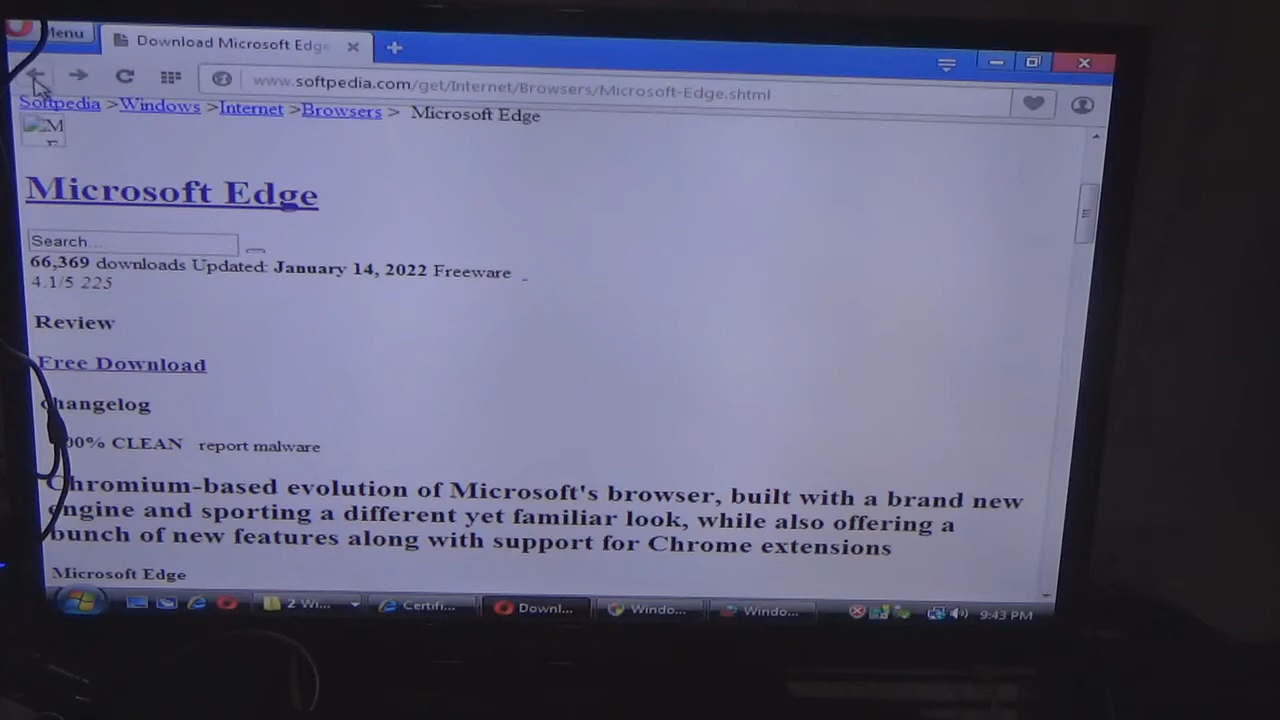 Menu
Download Microsoft Edge
www.softpedia.com/get/Internet/Browsers/Microsoft-Edge.shtml
Softpedia >Windows >Internet >Browsers > Microsoft Edge
M
Microsoft Edge
Search...
66,369 downloads Updated: January 14, 2022 Freeware
4.1/5 225
Review
Free Download
changelog
00% CLEAN report malware
Chromium-based evolution of Microsoft's browser, built with a brand new
engine and sporting a different yet familiar look, while also offering a
bunch of new features along with support for Chrome extensions
Microsoft Edge
2 Wi... Certifi... Downl... Windo... Windo... 9:43 PM